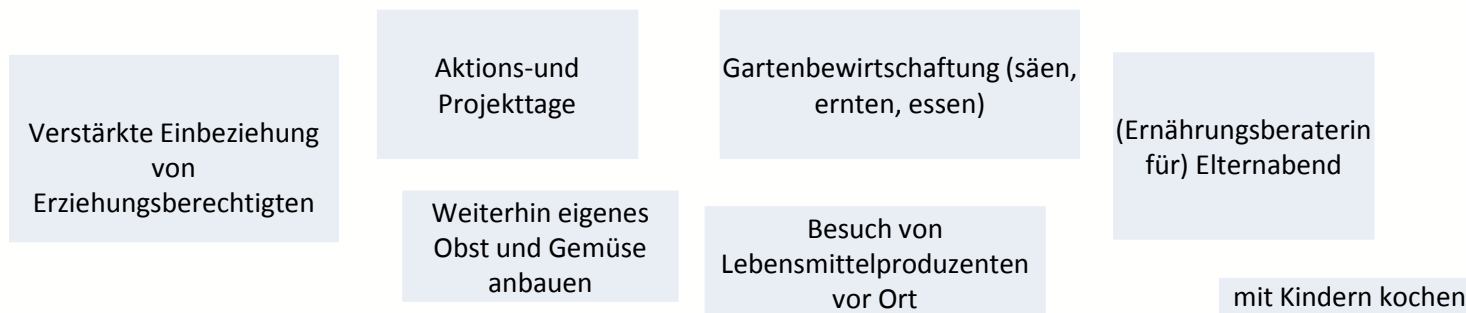 Verstärkte Einbeziehung
von
Erziehungsberechtigten
Aktions-und
Projekttage
Gartenbewirtschaftung (säen,
ernten, essen)
(Ernährungsberaterin
für) Elternabend
Weiterhin eigenes
Obst und Gemüse
anbauen
Besuch von
Lebensmittelproduzenten
vor Ort
mit Kindern kochen